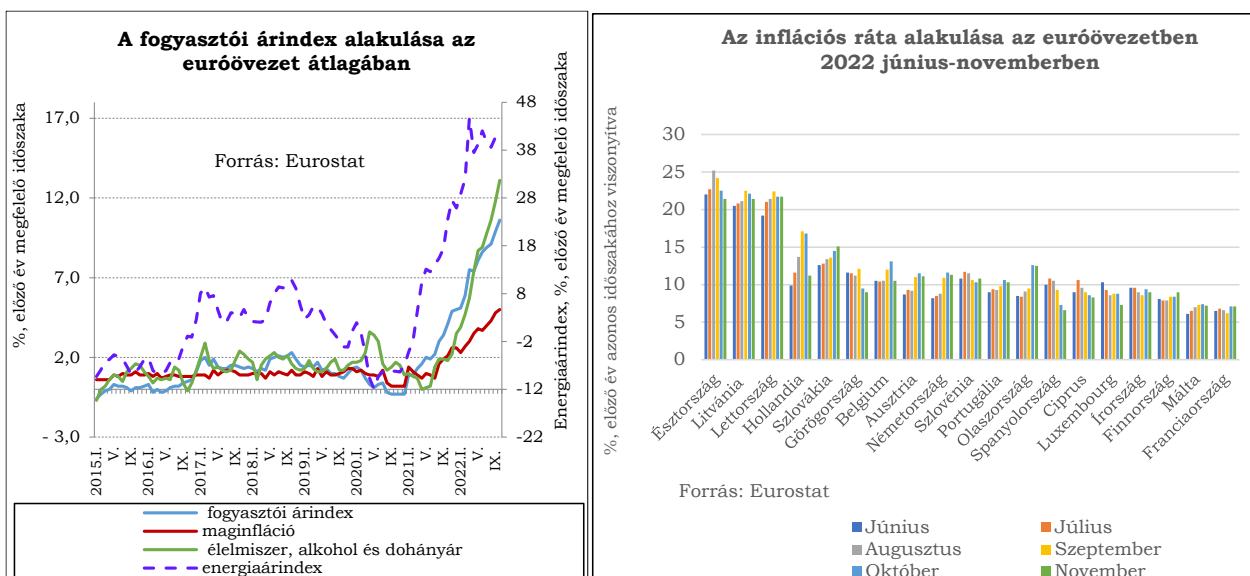 A fogyasztói árindex alakulása az
euróövezet átlagában
%, előző év megfelelő időszaka
17,0
12,0
7,0
2,0
- 3,0
Forrás: Eurostat
48
38
28
18
8
-2
-12
-22
Energiaárindex, %, előző év megfelelő időszaka
2015.I.
V.
IX.
2016.I.
V.
IX.
2017.I.
V.
IX.
2018.I.
V.
IX.
2019.I.
V.
IX.
2020.I.
V.
IX.
2021.I.
V.
IX.
2022.I.
V.
IX.
fogyasztói árindex
maginfláció
élelmiszer, alkohol és dohányár
energiaárindex
Az inflációs ráta alakulása az euróövezetben
2022 június-novemberben
%, előző év azonos időszakához viszonyítva
30
25
20
15
10
5
0
Észtország
Litvánia
Lettország
Hollandia
Szlovákia
Görögország
Belgium
Ausztria
Németország
Szlovénia
Portugália
Olaszország
Spanyolország
Ciprus
Luxembourg
Írország
Finnország
Málta
Franciaország
Forrás: Eurostat
Június
Július
Augusztus
Szeptember
Október
November